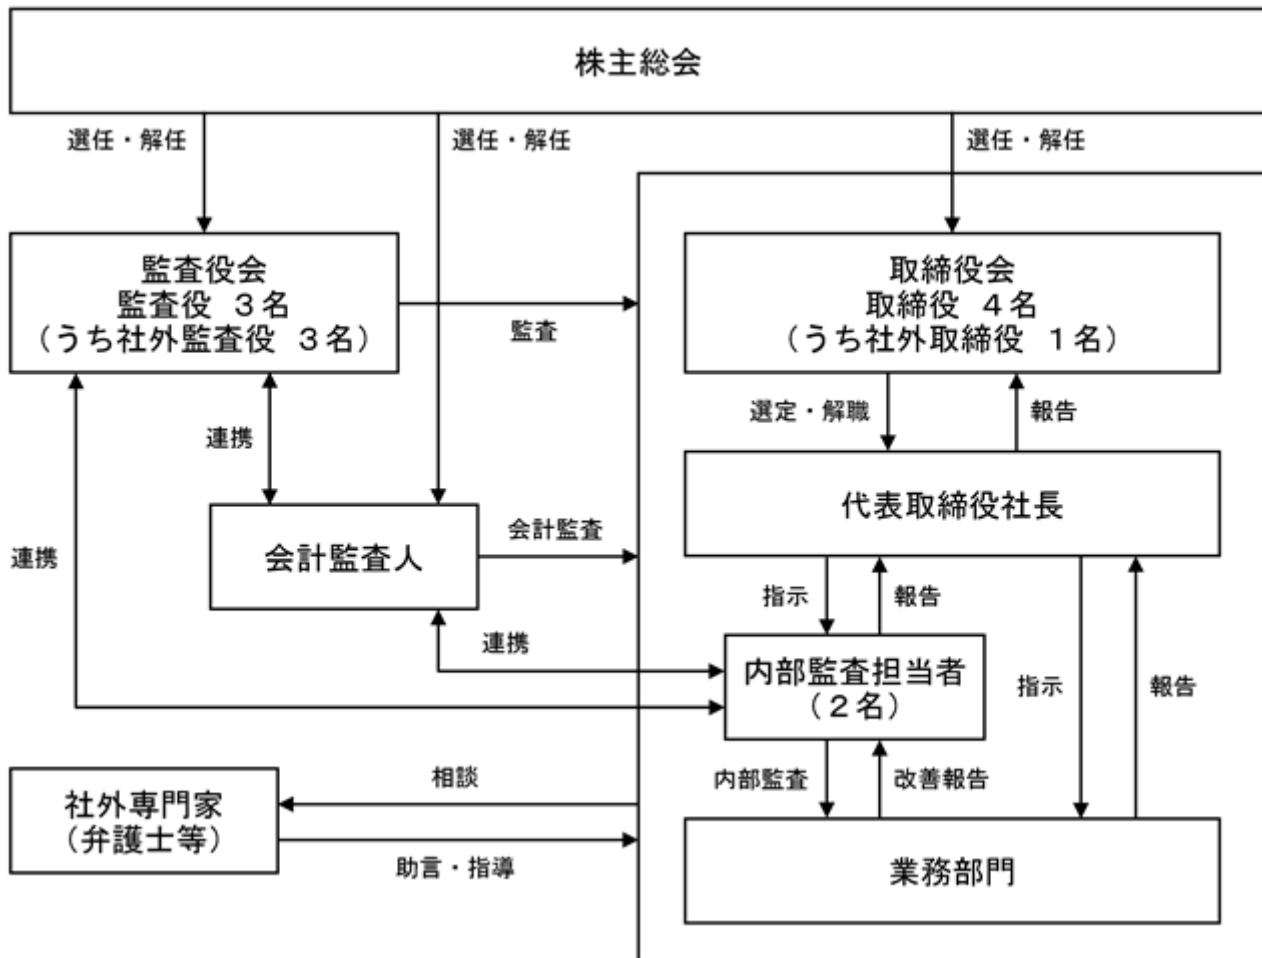 株主総会
選任・解任
選任・解任
選任・解任
監査役会
監査役 3名
(うち社外監査役 3名)
監査
取締役会
取締役 4名
(うち社外取締役 1名)
連携
選定・解職
報告
代表取締役社長
会計監査人
会計監査
連携
指示
報告
連携
内部監査担当者
(2名)
指示
報告
社外専門家
(弁護士等)
相談
助言・指導
内部監査
改善報告
業務部門